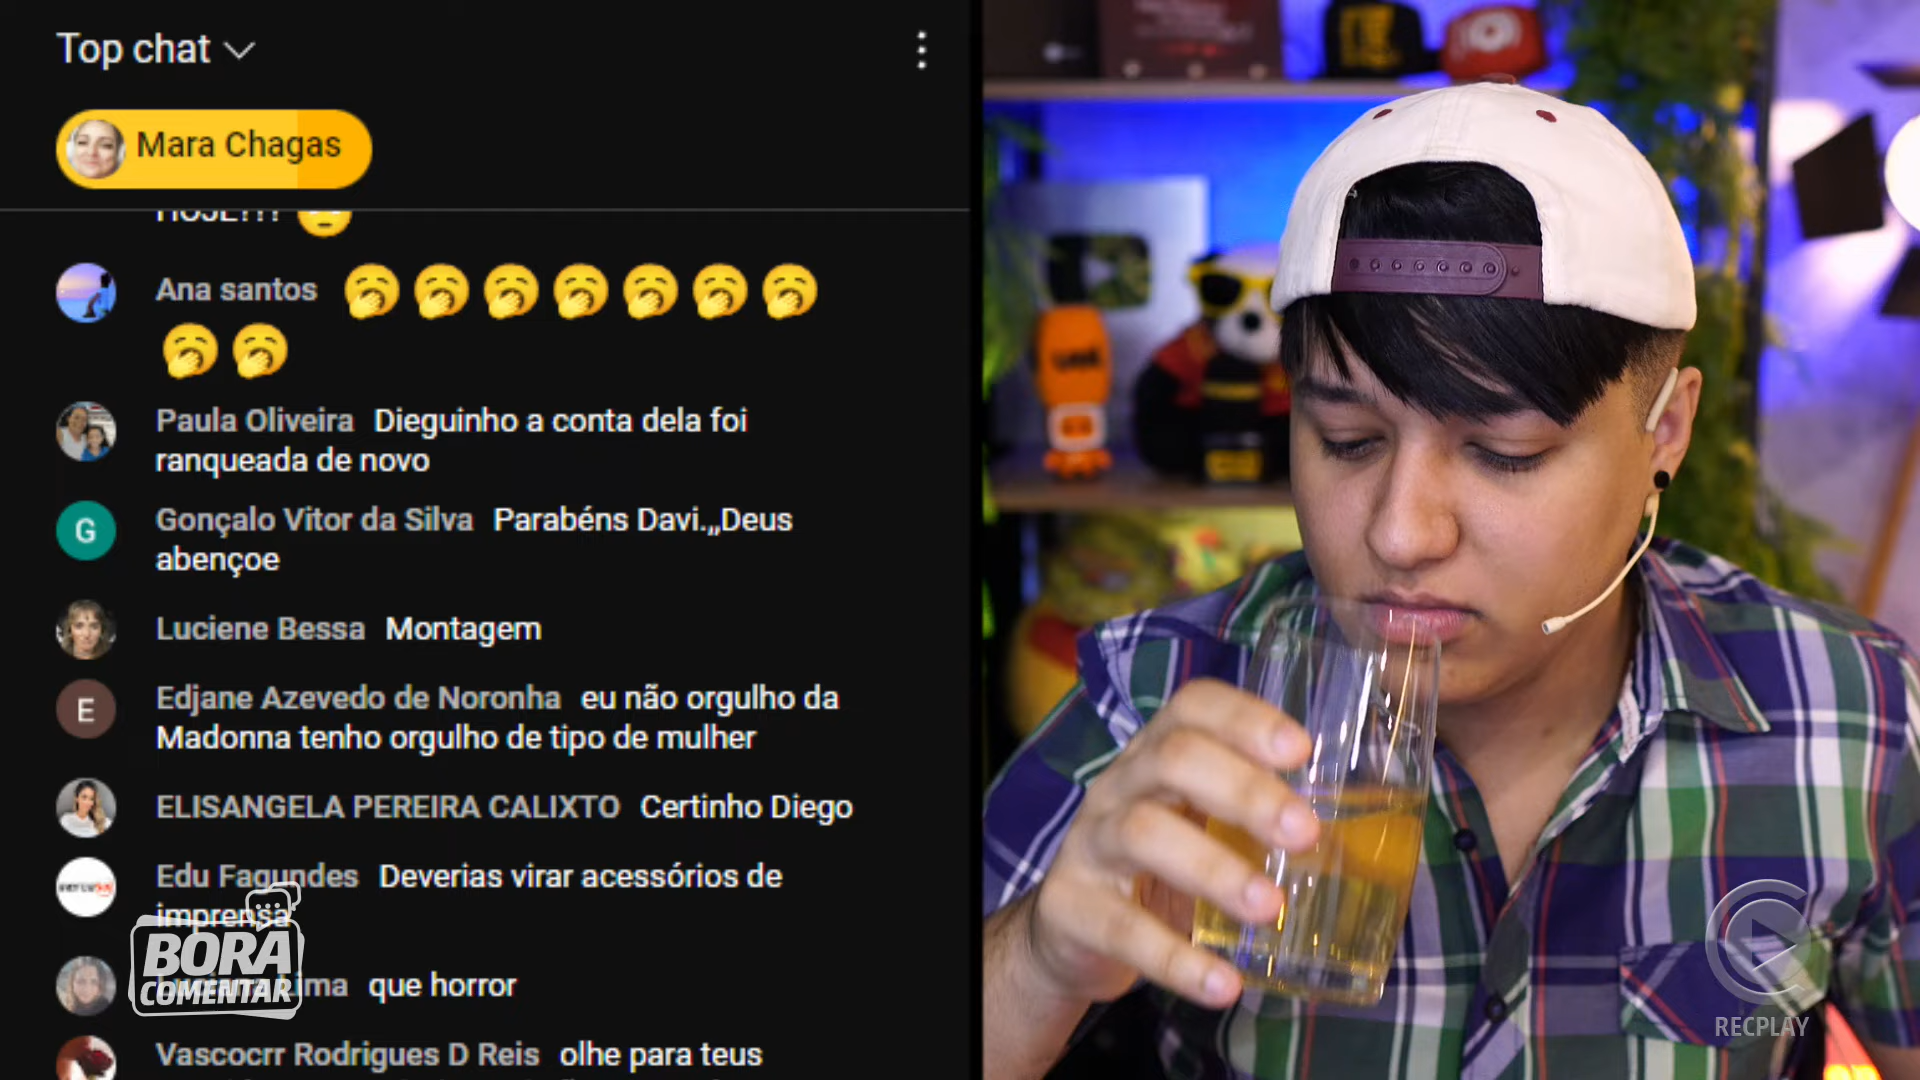 Top chat
Mara Chagas
HOJE???
Ana santos
Paula Oliveira Dieguinho a conta dela foi
ranqueada de novo
Gonçalo Vitor da Silva Parabéns Davi.,,Deus
abençoe
Luciene Bessa Montagem
Edjane Azevedo de Noronha eu não orgulho da
Madonna tenho orgulho de tipo de mulher
ELISANGELA PEREIRA CALIXTO Certinho Diego
Edu Fagundes Deverias virar acessórios de
imprensa
Lima que horror
Vascocrr Rodrigues D Reis olhe para teus
BORA
COMENTAR
RECPLAY